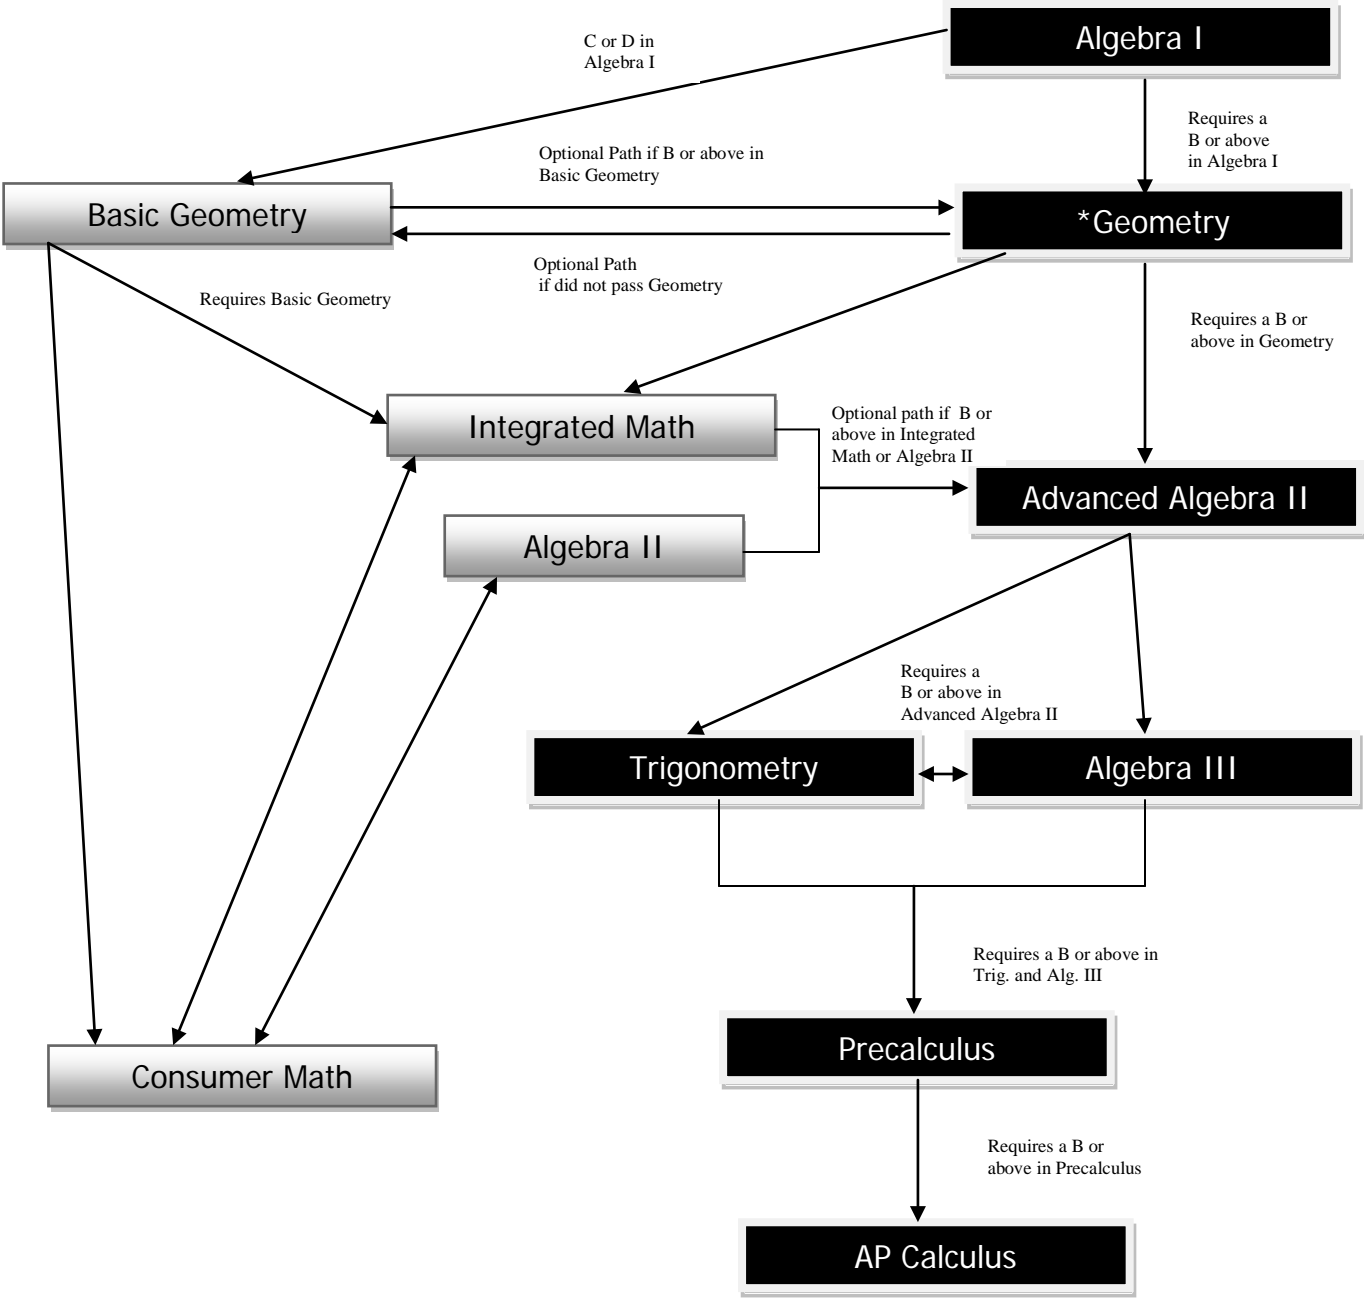 Algebra I
C or D in
Algebra I
Requires a
B or above
in Algebra I
Optional Path if B or above in
Basic Geometry
Basic Geometry
*Geometry
Optional Path
if did not pass Geometry
Requires Basic Geometry
Requires a B or
above in Geometry
Integrated Math
Optional path if B or
above in Integrated
Math or Algebra II
Advanced Algebra II
Algebra II
Requires a
B or above in
Advanced Algebra II
Trigonometry
Algebra III
Requires a B or above in
Trig. and Alg. III
Precalculus
Consumer Math
Requires a B or
above in Precalculus
AP Calculus